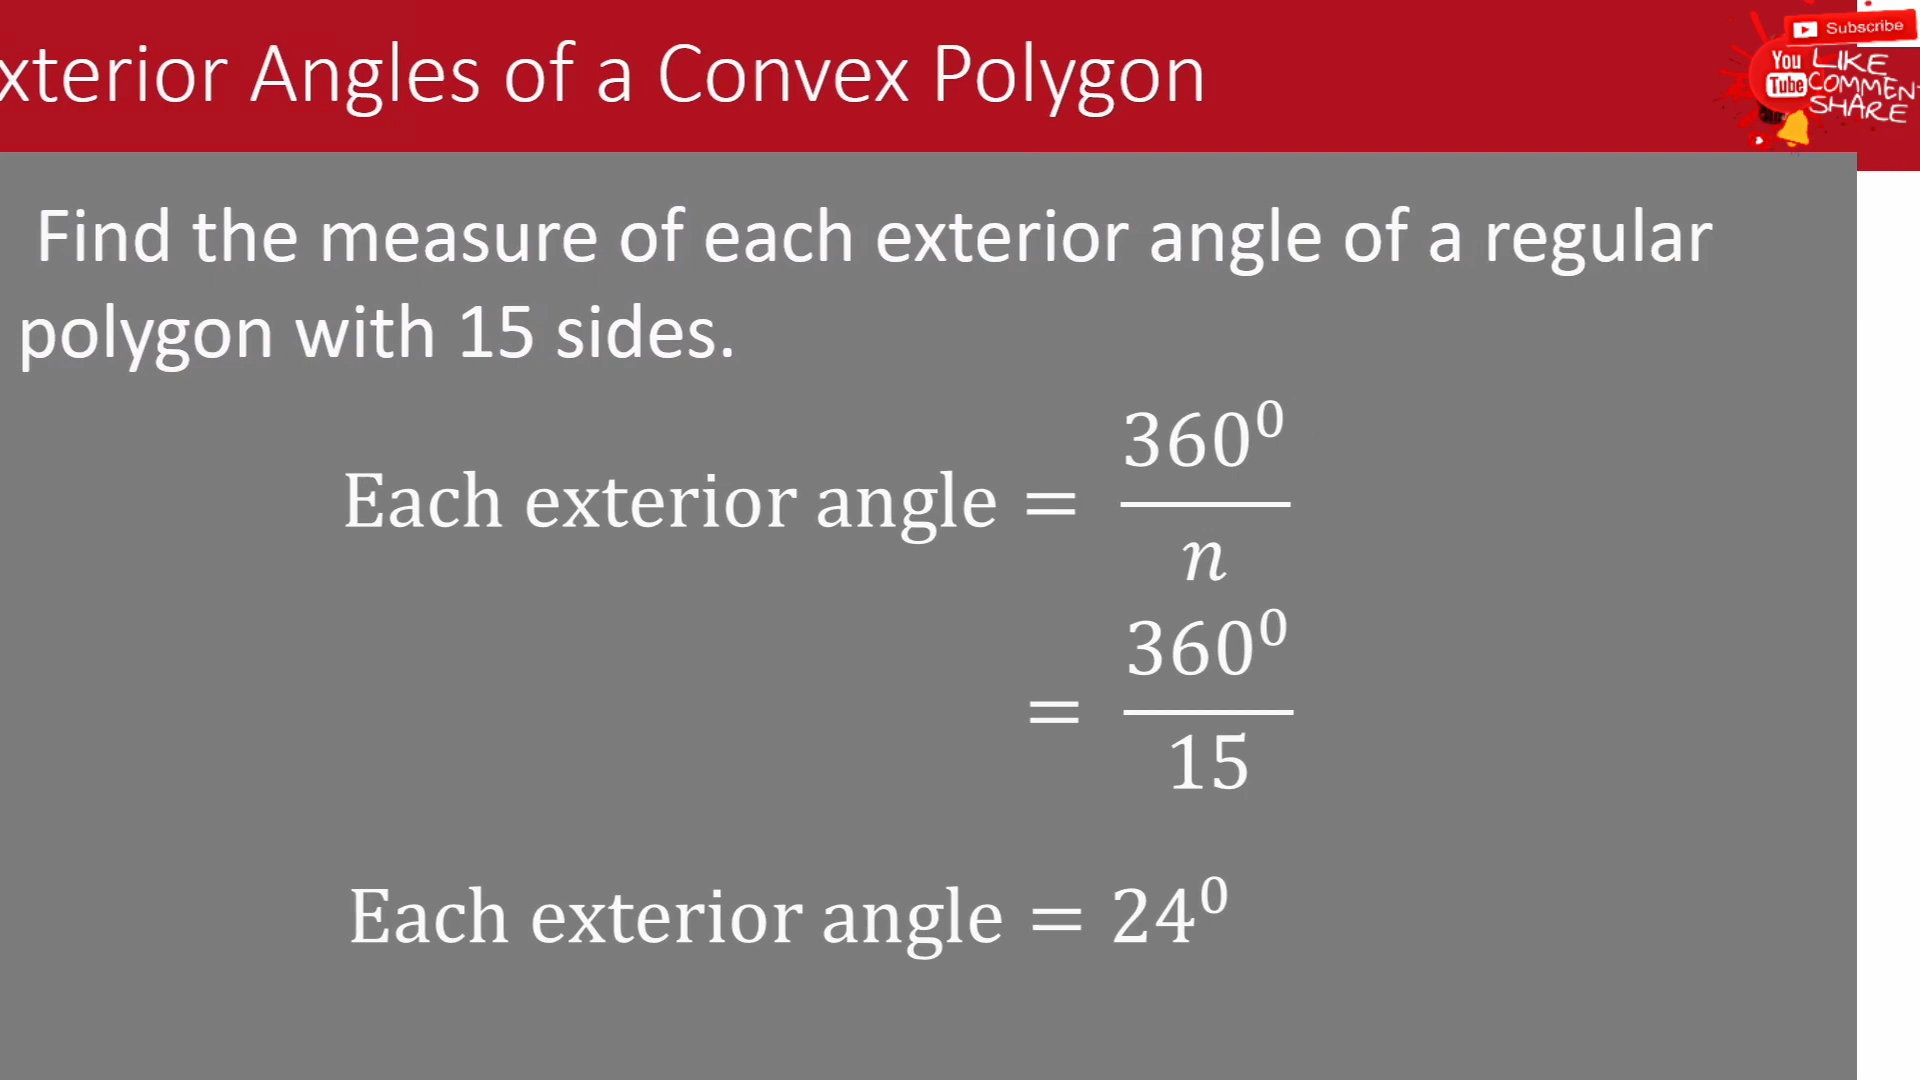 xterior Angles of a Convex Polygon
Subscribe
You
Tube
LIKE
COMMEN
SHARE
Find the measure of each exterior angle of a regular
polygon with 15 sides.
Each exterior angle = 360⁰/n
= 360⁰/15
Each exterior angle = 24⁰